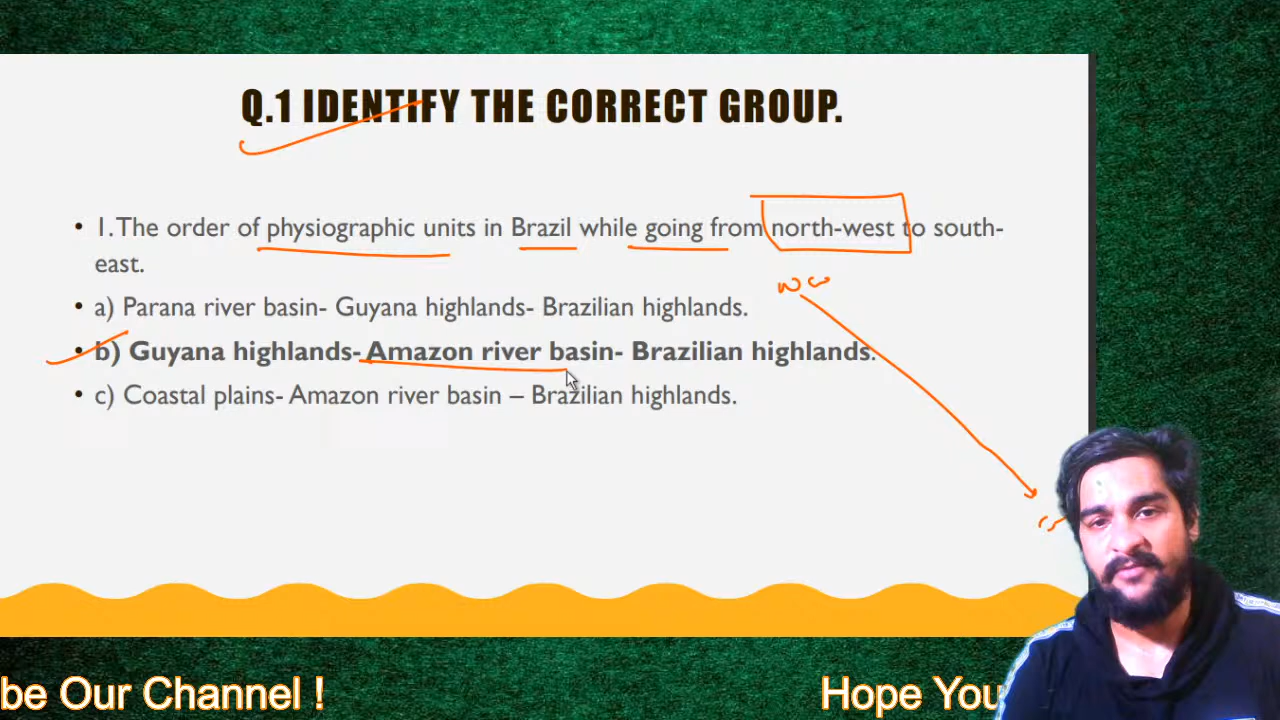 Q.1 IDENTIFY THE CORRECT GROUP.
• 1.The order of physiographic units in Brazil while going from north-west to south-
east.
• a) Parana river basin- Guyana highlands- Brazilian highlands.
• b) Guyana highlands- Amazon river basin- Brazilian highlands.
• c) Coastal plains- Amazon river basin – Brazilian highlands.
be Our Channel ! Hope You